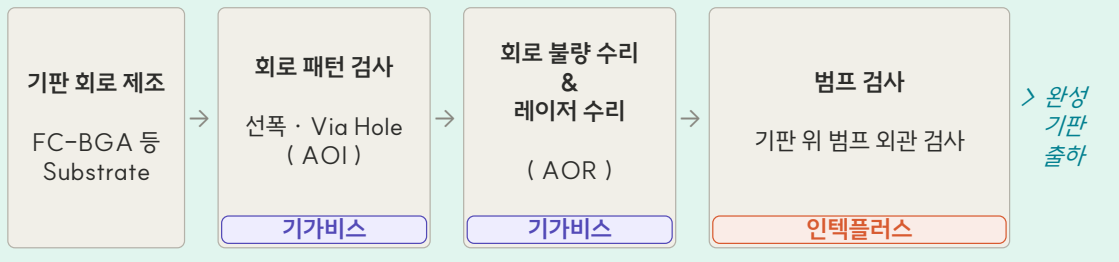 기판 회로 제조
FC-BGA 등
Substrate
회로 패턴 검사
선폭 · Via Hole
( AOI )
기가비스
회로 불량 수리
&
레이저 수리
( AOR )
기가비스
범프 검사
기판 위 범프 외관 검사
인텍플러스
> 완성
기판
출하